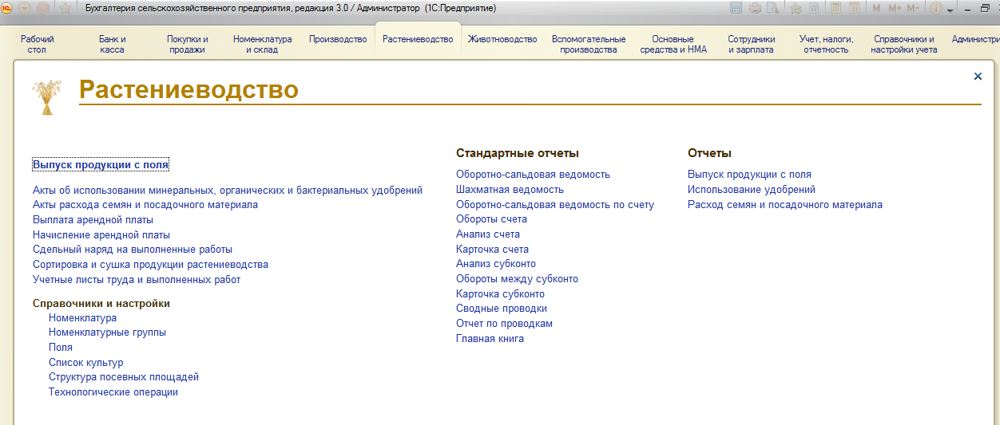 Бухгалтерия сельскохозяйственного предприятия, редакция 3.0 / Администратор (1С:Предприятие)
M M+ M-
Рабочий стол
Банк и касса
Покупки и продажи
Номенклатура и склад
Производство
Растениеводство
Животноводство
Вспомогательные производства
Основные средства и НМА
Сотрудники и зарплата
Учет, налоги, отчетность
Справочники и настройки учета
Администри
Растениеводство
Выпуск продукции с поля
Акты об использовании минеральных, органических и бактериальных удобрений
Акты расхода семян и посадочного материала
Выплата арендной платы
Начисление арендной платы
Сдельный наряд на выполненные работы
Сортировка и сушка продукции растениеводства
Учетные листы труда и выполненных работ
Справочники и настройки
Номенклатура
Номенклатурные группы
Поля
Список культур
Структура посевных площадей
Технологические операции
Стандартные отчеты
Оборотно-сальдовая ведомость
Шахматная ведомость
Оборотно-сальдовая ведомость по счету
Обороты счета
Анализ счета
Карточка счета
Анализ субконто
Обороты между субконто
Карточка субконто
Сводные проводки
Отчет по проводкам
Главная книга
Отчеты
Выпуск продукции с поля
Использование удобрений
Расход семян и посадочного материала